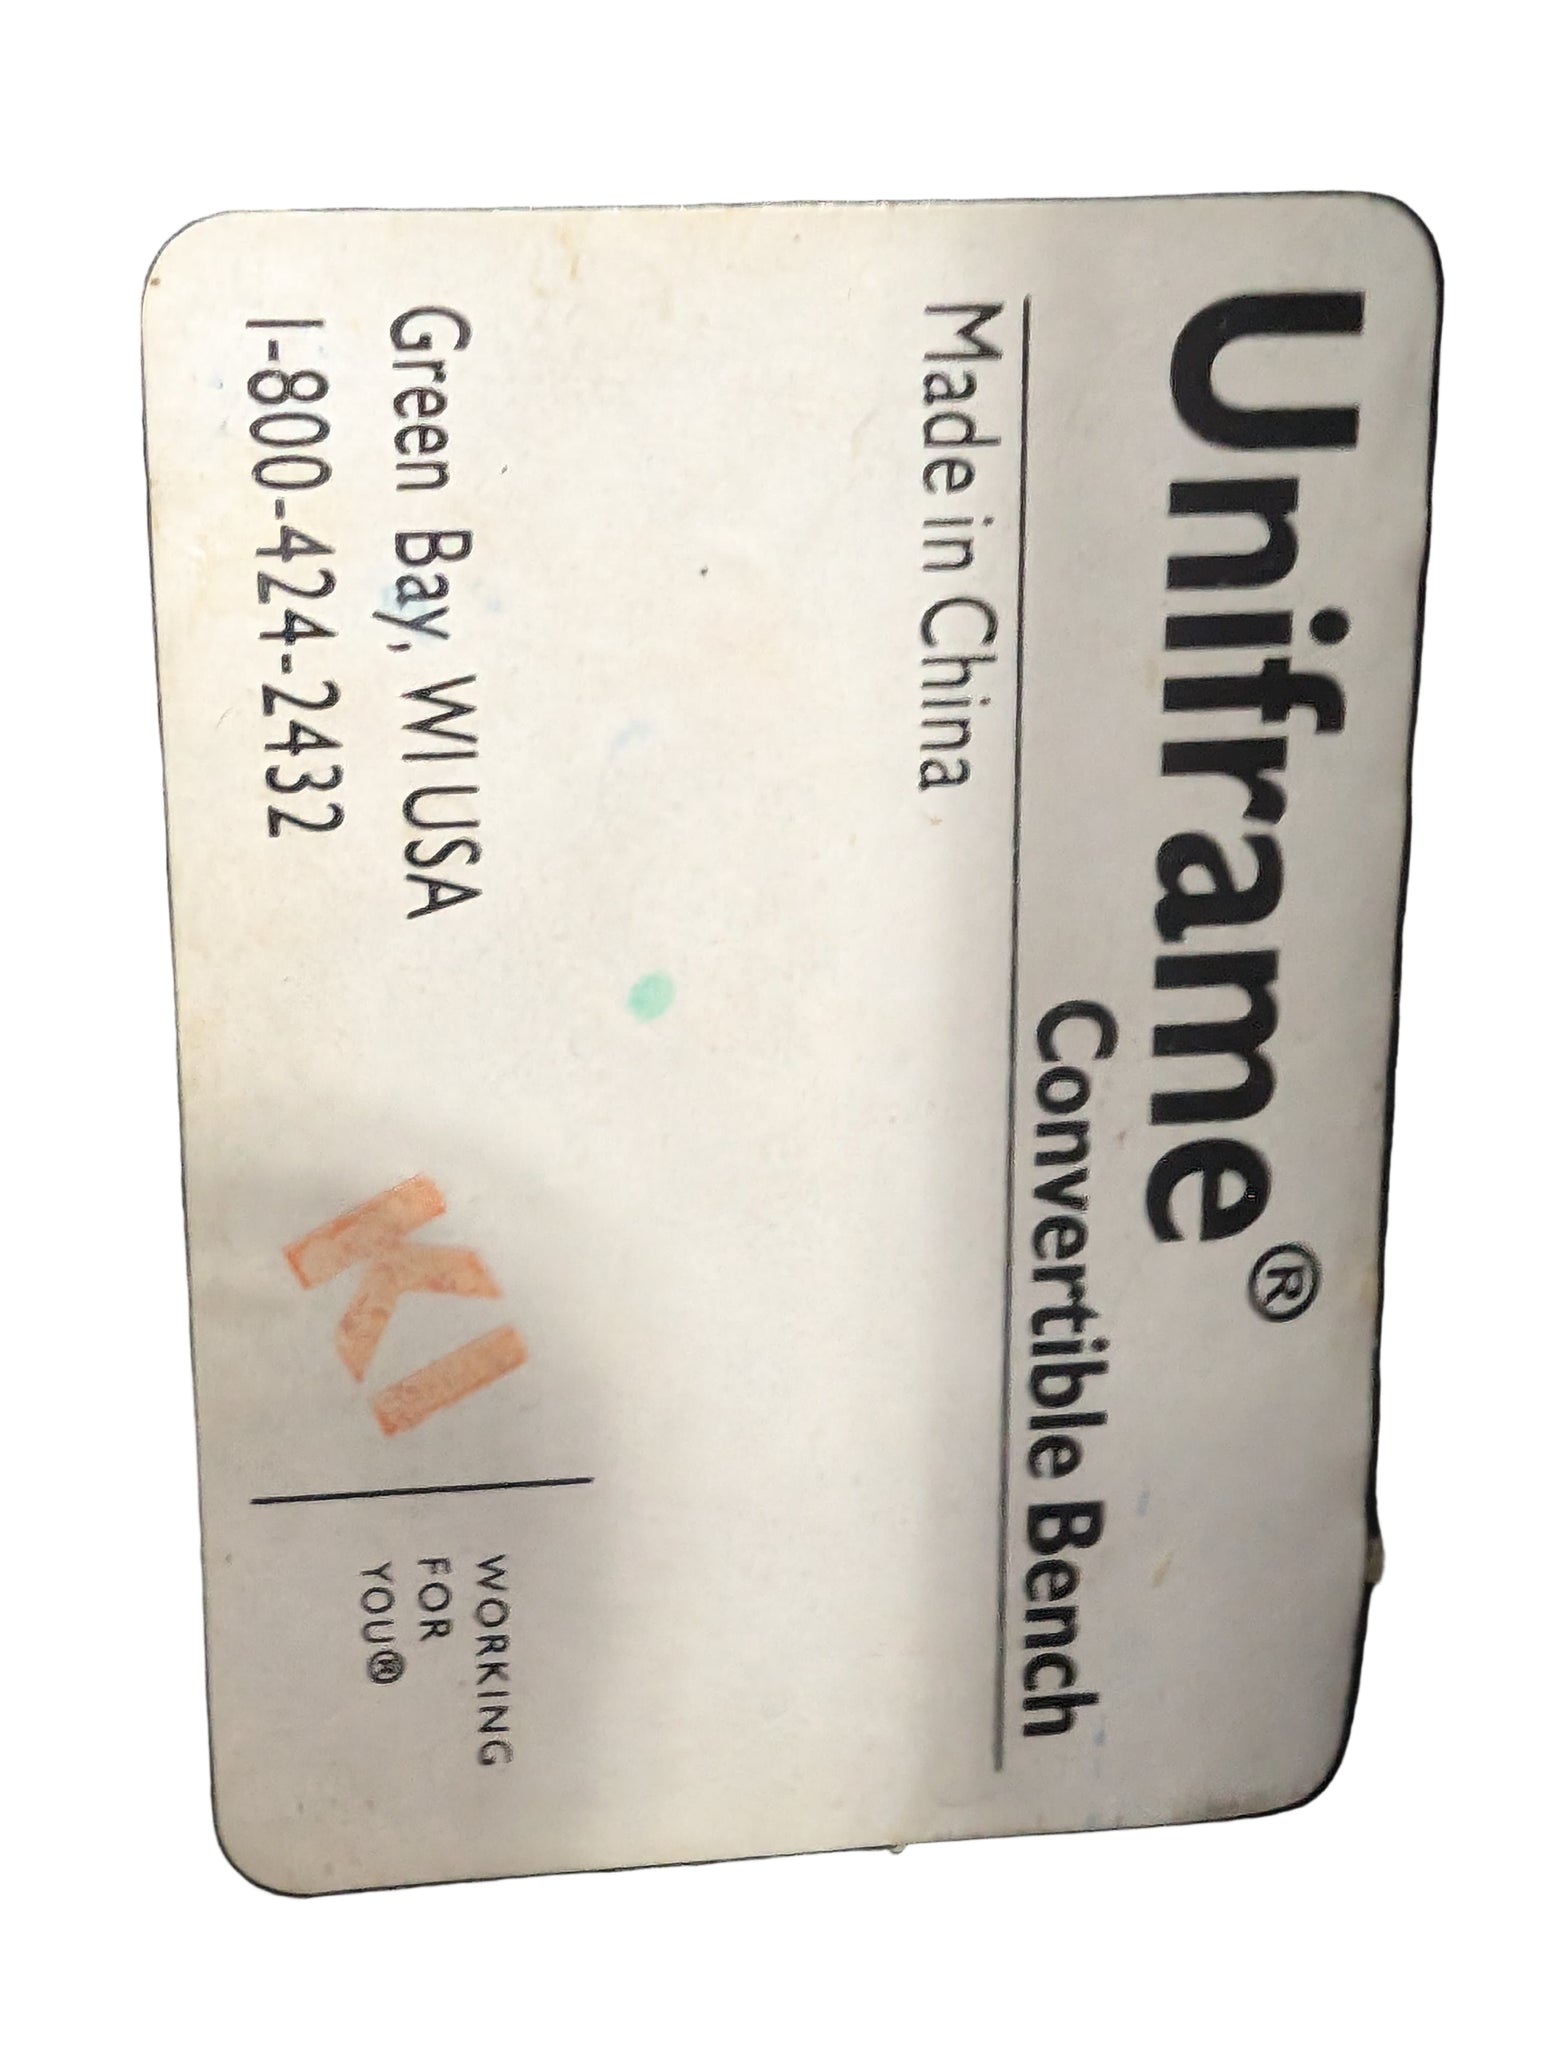 Uniframe®
Convertible Bench
Made in China
Green Bay, WI USA
1-800-424-2432
KI
WORKING
FOR
YOU®